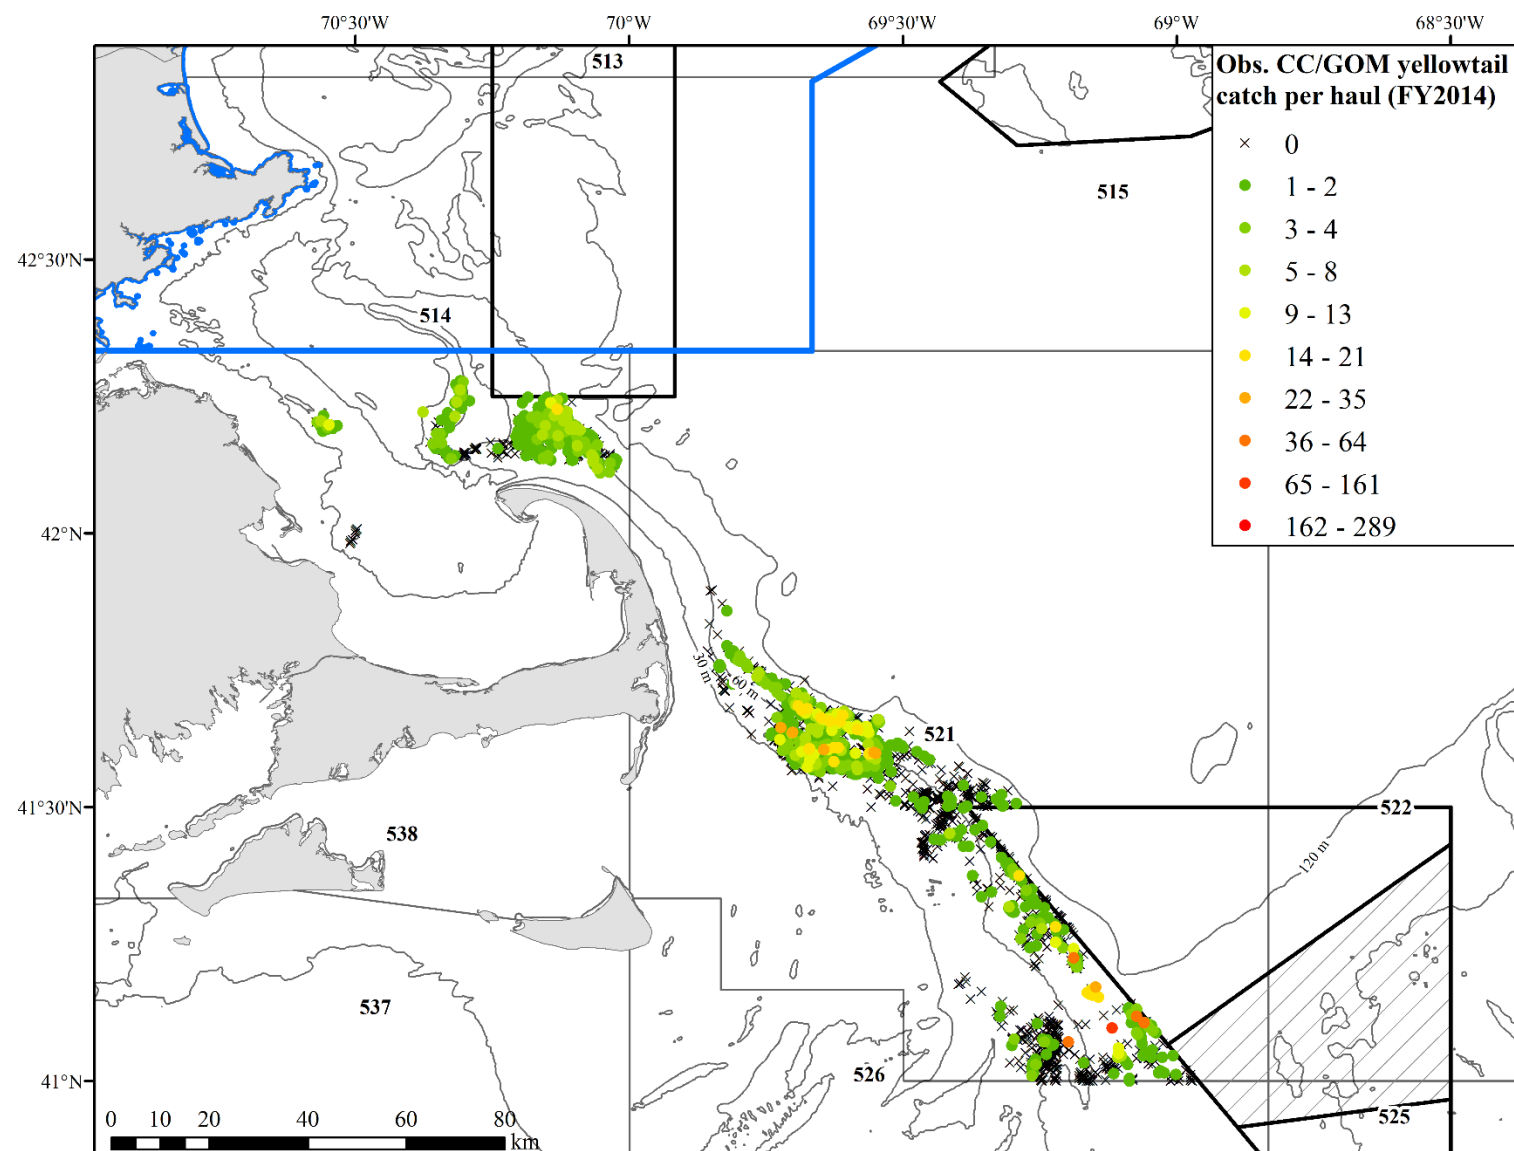 70°30'W 70°W 69°30'W 69°W 68°30'W
Obs. CC/GOM yellowtail
catch per haul (FY2014)
0
1 - 2
3 - 4
5 - 8
9 - 13
14 - 21
22 - 35
36 - 64
65 - 161
162 - 289
513
515
42°30'N
514
42°N
30 m
60 m
521
41°30'N
522
538
120 m
537
526
41°N
525
0 10 20 40 60 80
km